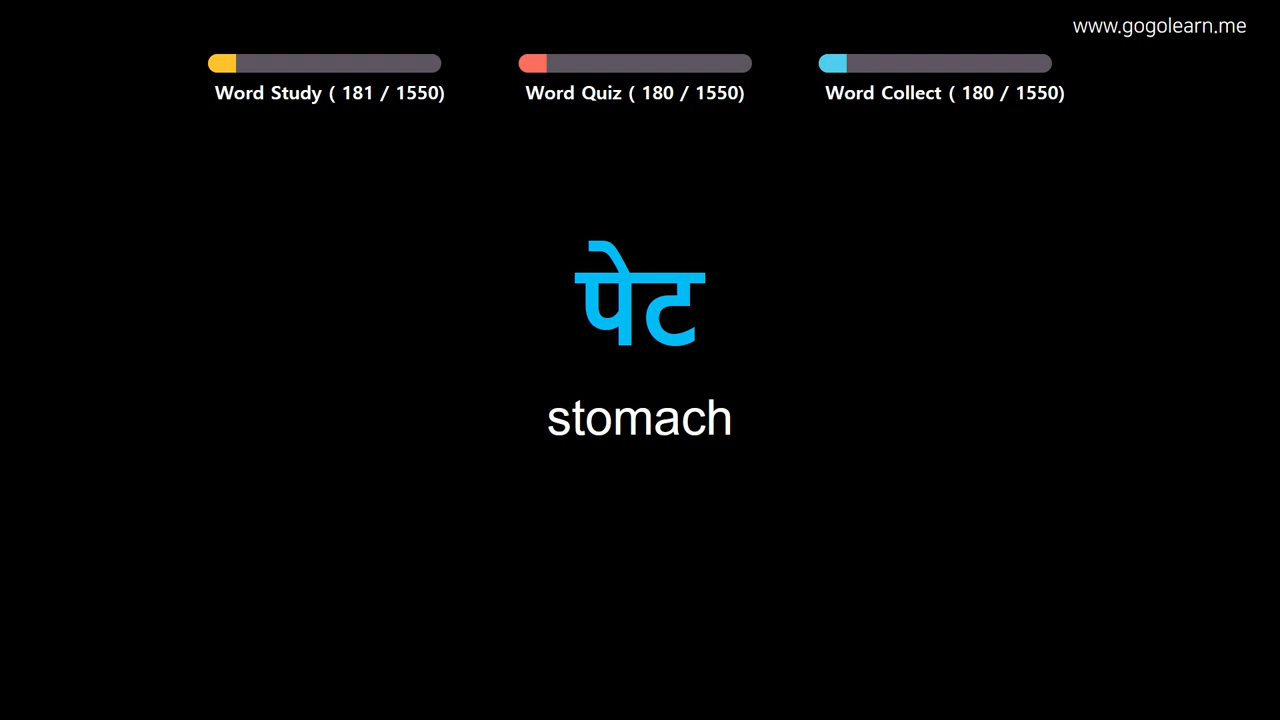 www.gogolearn.me
Word Study ( 181 / 1550)
Word Quiz ( 180 / 1550)
Word Collect ( 180 / 1550)
पेट
stomach